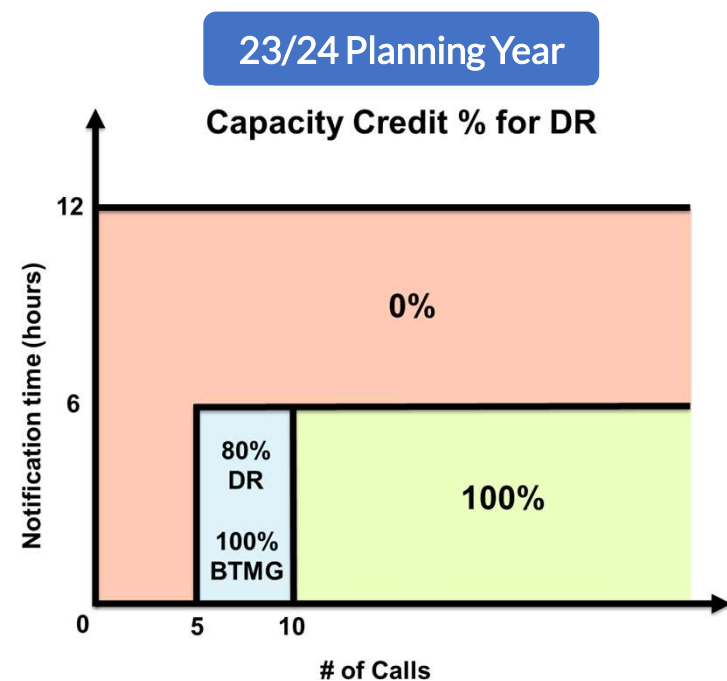 23/24 Planning Year
Capacity Credit % for DR
12
0%
Notification time (hours)
6
80%
DR
100%
100%
BTMG
0
5
10
# of Calls